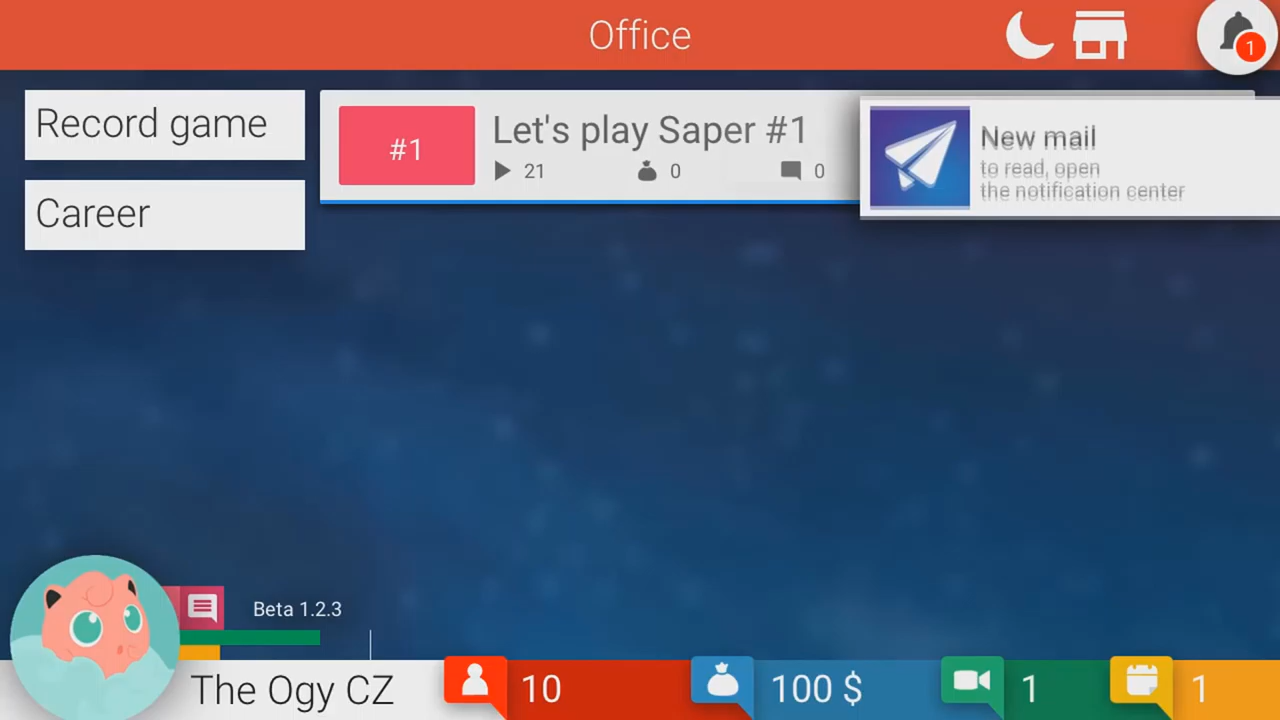 Office
1
Record game
Career
#1
Let's play Saper #1
21 0 0
New mail
to read, open
the notification center
Beta 1.2.3
The Ogy CZ
10
100 $
1
1